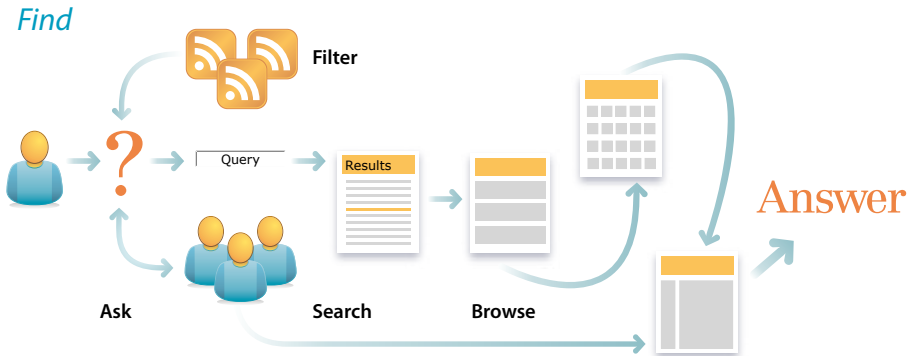 Find
Filter
Query
Results
Answer
Ask
Search
Browse